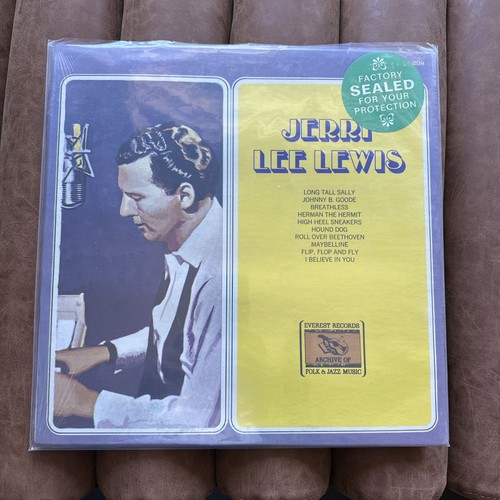 FACTORY
SEALED
FOR YOUR
PROTECTION
JERRY
LEE LEWIS
LONG TALL SALLY
JOHNNY B. GOODE
BREATHLESS
HERMAN THE HERMIT
HIGH HEEL SNEAKERS
HOUND DOG
ROLL OVER BEETHOVEN
MAYBELLINE
FLIP, FLOP AND FLY
I BELIEVE IN YOU
EVEREST RECORDS
ARCHIVE OF
FOLK & JAZZ MUSIC